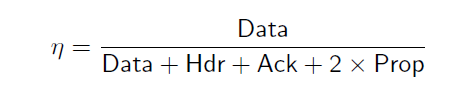 η = Data / Data + Hdr + Ack + 2 × Prop